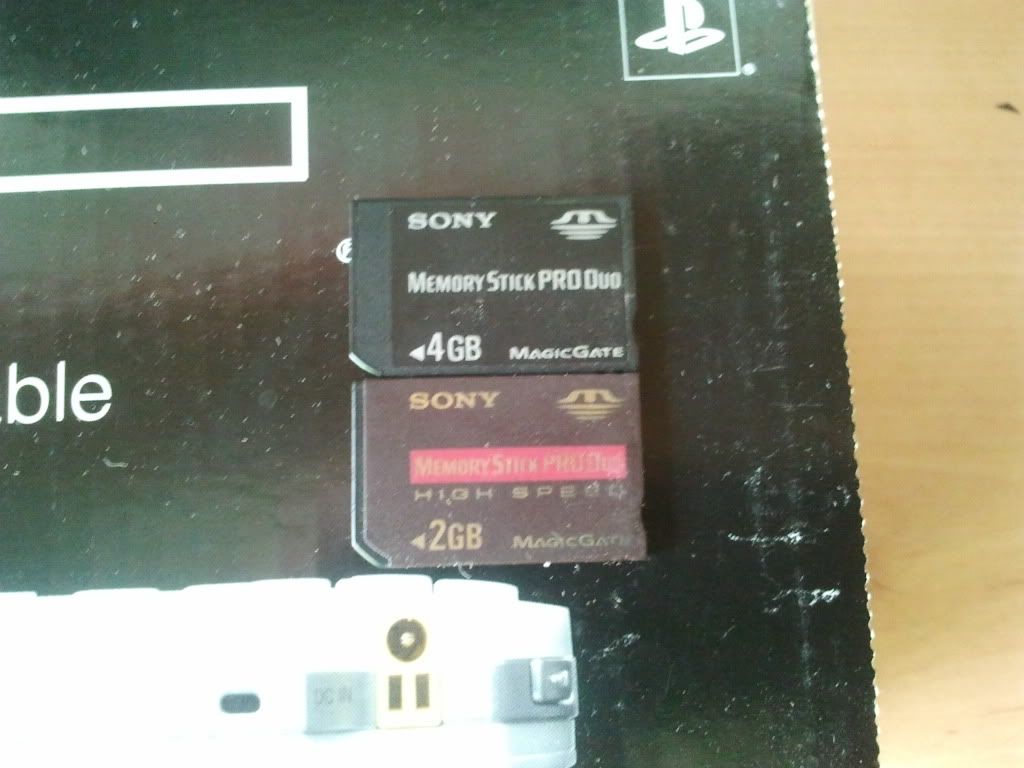 SONY
MEMORY STICK PRO DUO
4GB MAGICGATE
ble
SONY
MEMORY STICK PRO DUO
HIGH SPEED
2GB MAGICGATE
DC IN